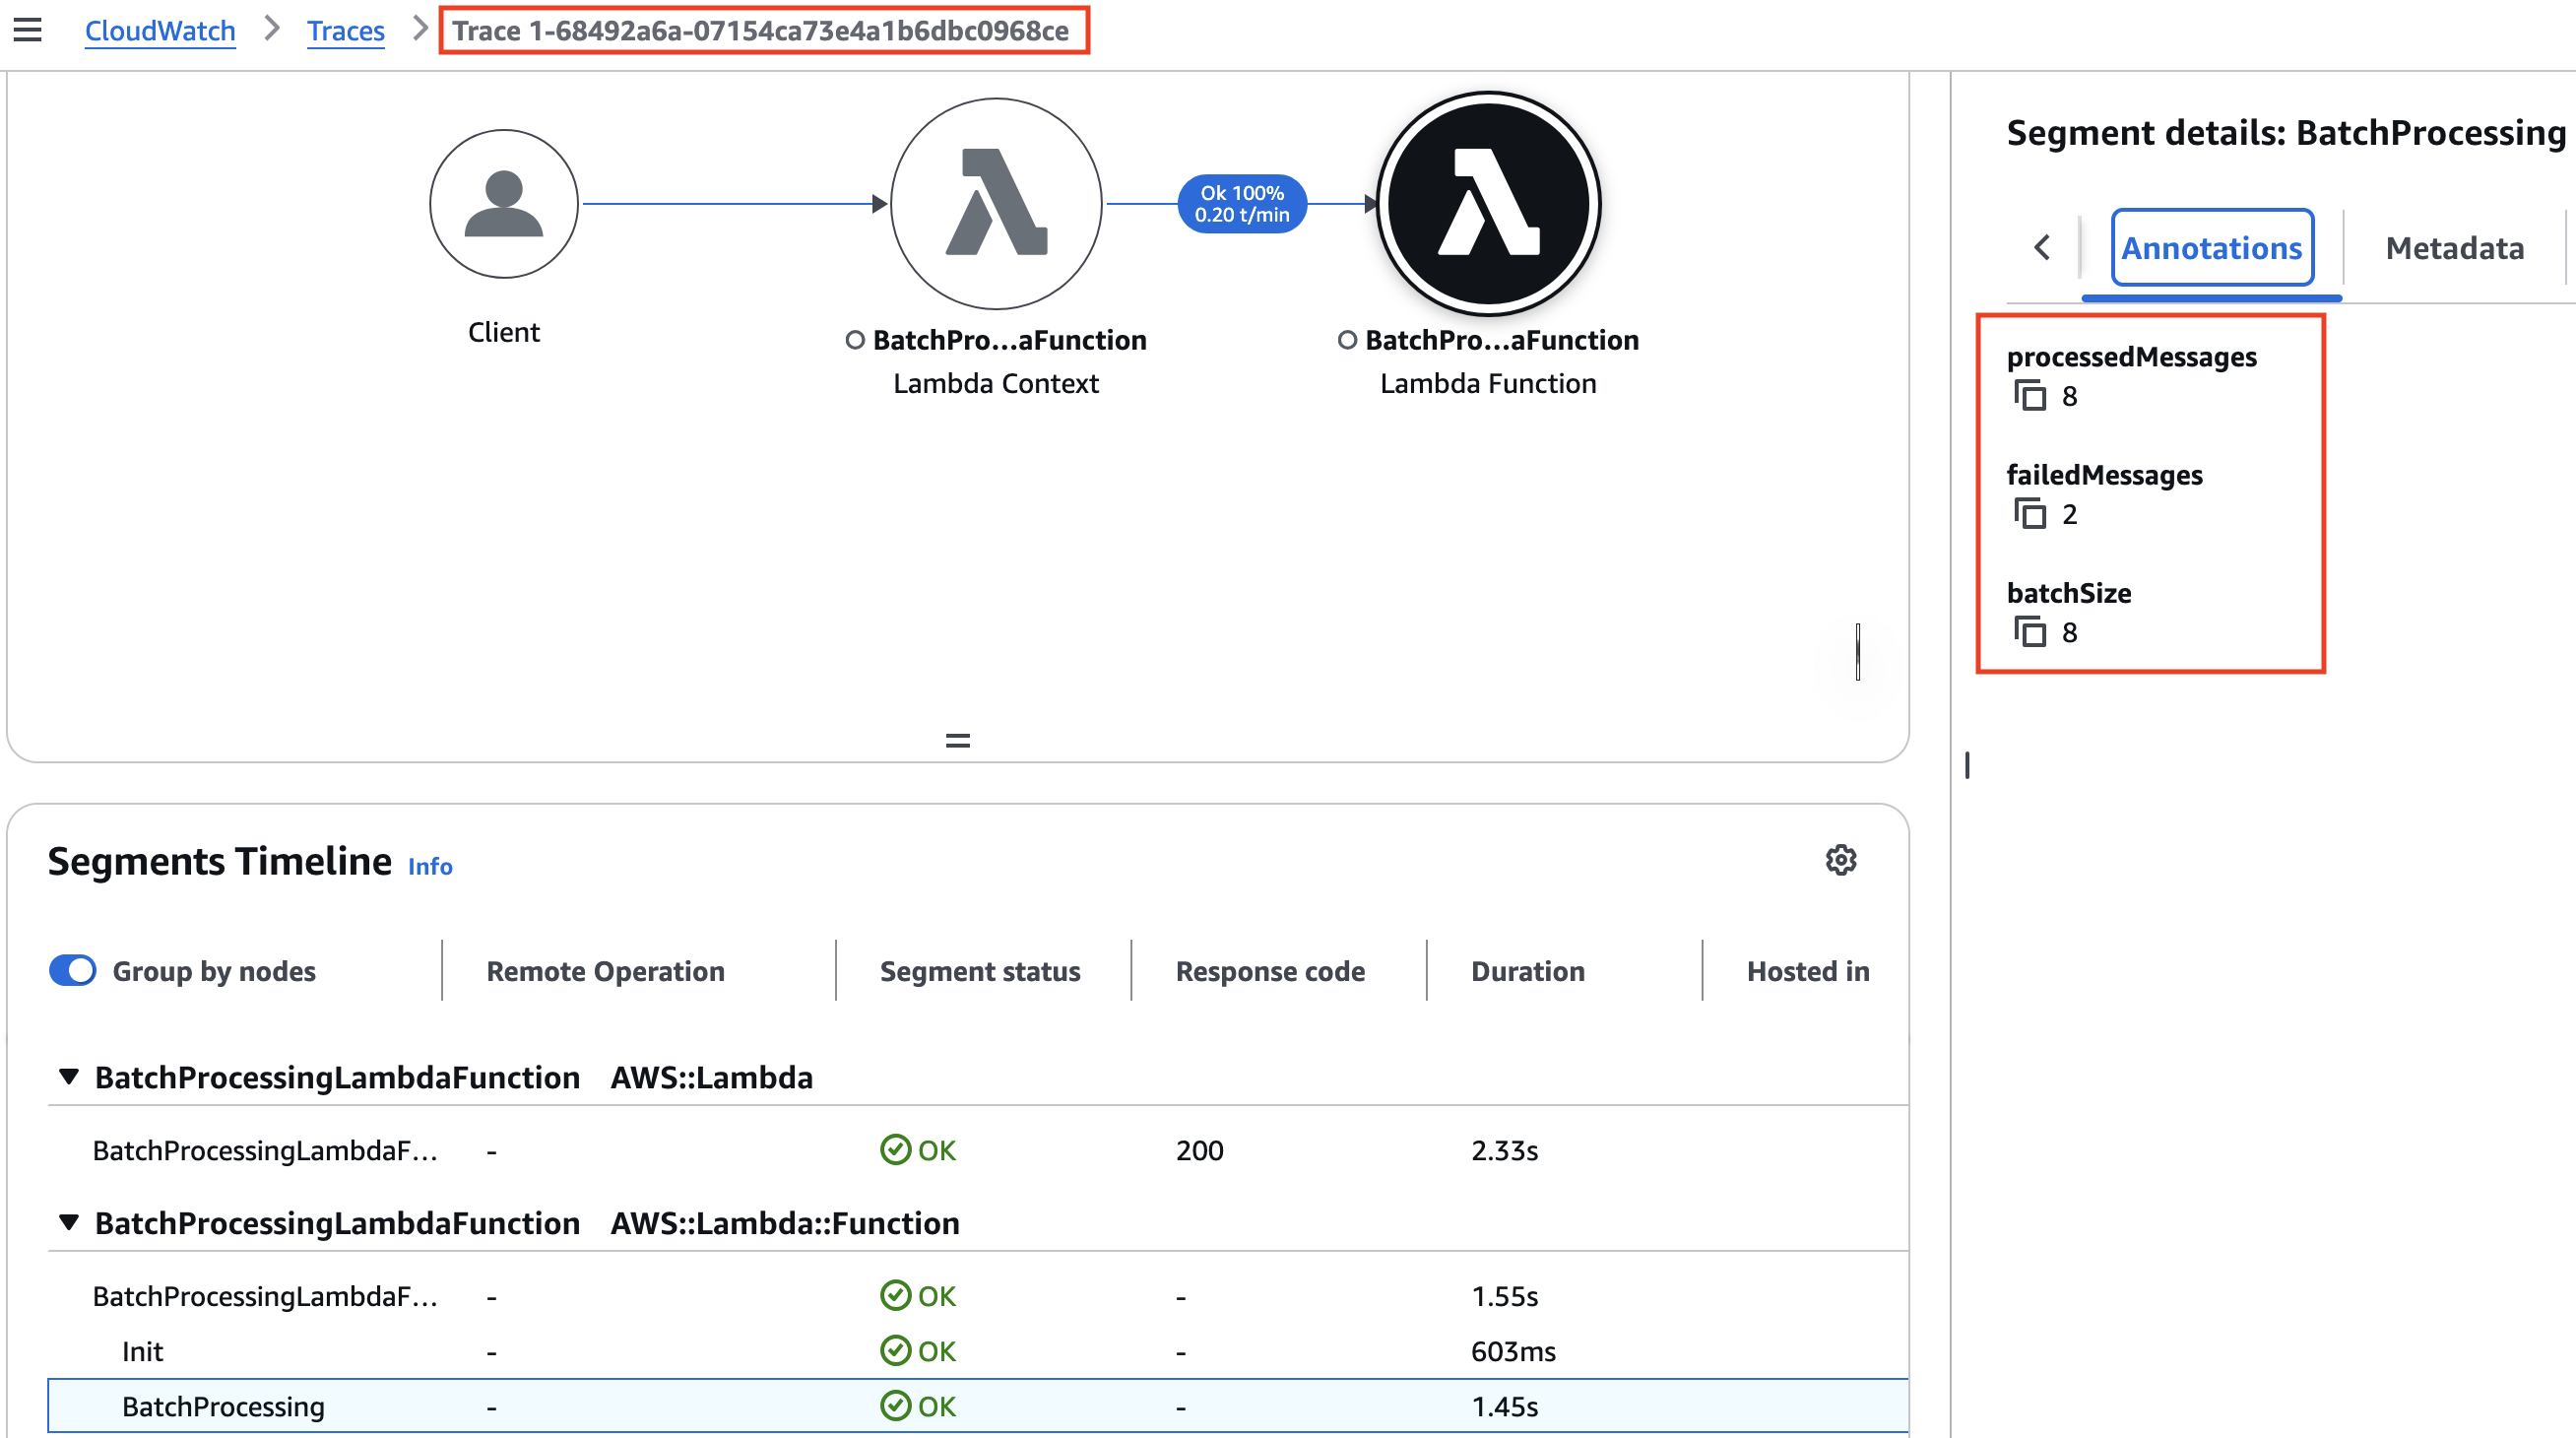 CloudWatch > Traces > Trace 1-68492a6a-07154ca73e4a1b6dbc0968ce
Ok 100%
0.20 t/min
Client
BatchPro...aFunction
Lambda Context
BatchPro...aFunction
Lambda Function
Segments Timeline Info
Group by nodes Remote Operation Segment status Response code Duration Hosted in
BatchProcessingLambdaFunction AWS::Lambda
BatchProcessingLambdaF... - OK 200 2.33s
BatchProcessingLambdaFunction AWS::Lambda::Function
BatchProcessingLambdaF... - OK - 1.55s
Init - OK - 603ms
BatchProcessing - OK - 1.45s
Segment details: BatchProcessing
Annotations Metadata
processedMessages
8
failedMessages
2
batchSize
8